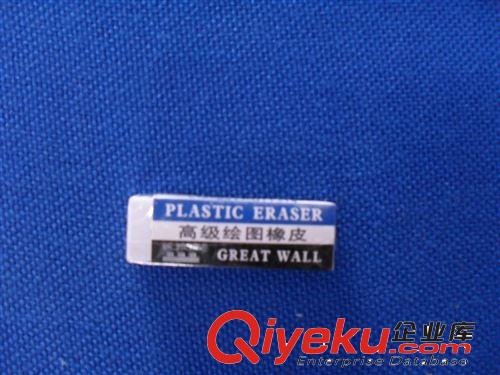 PLASTIC ERASER
高级绘图橡皮
GREAT WALL
Qiyeku企业库
Enterprise Database